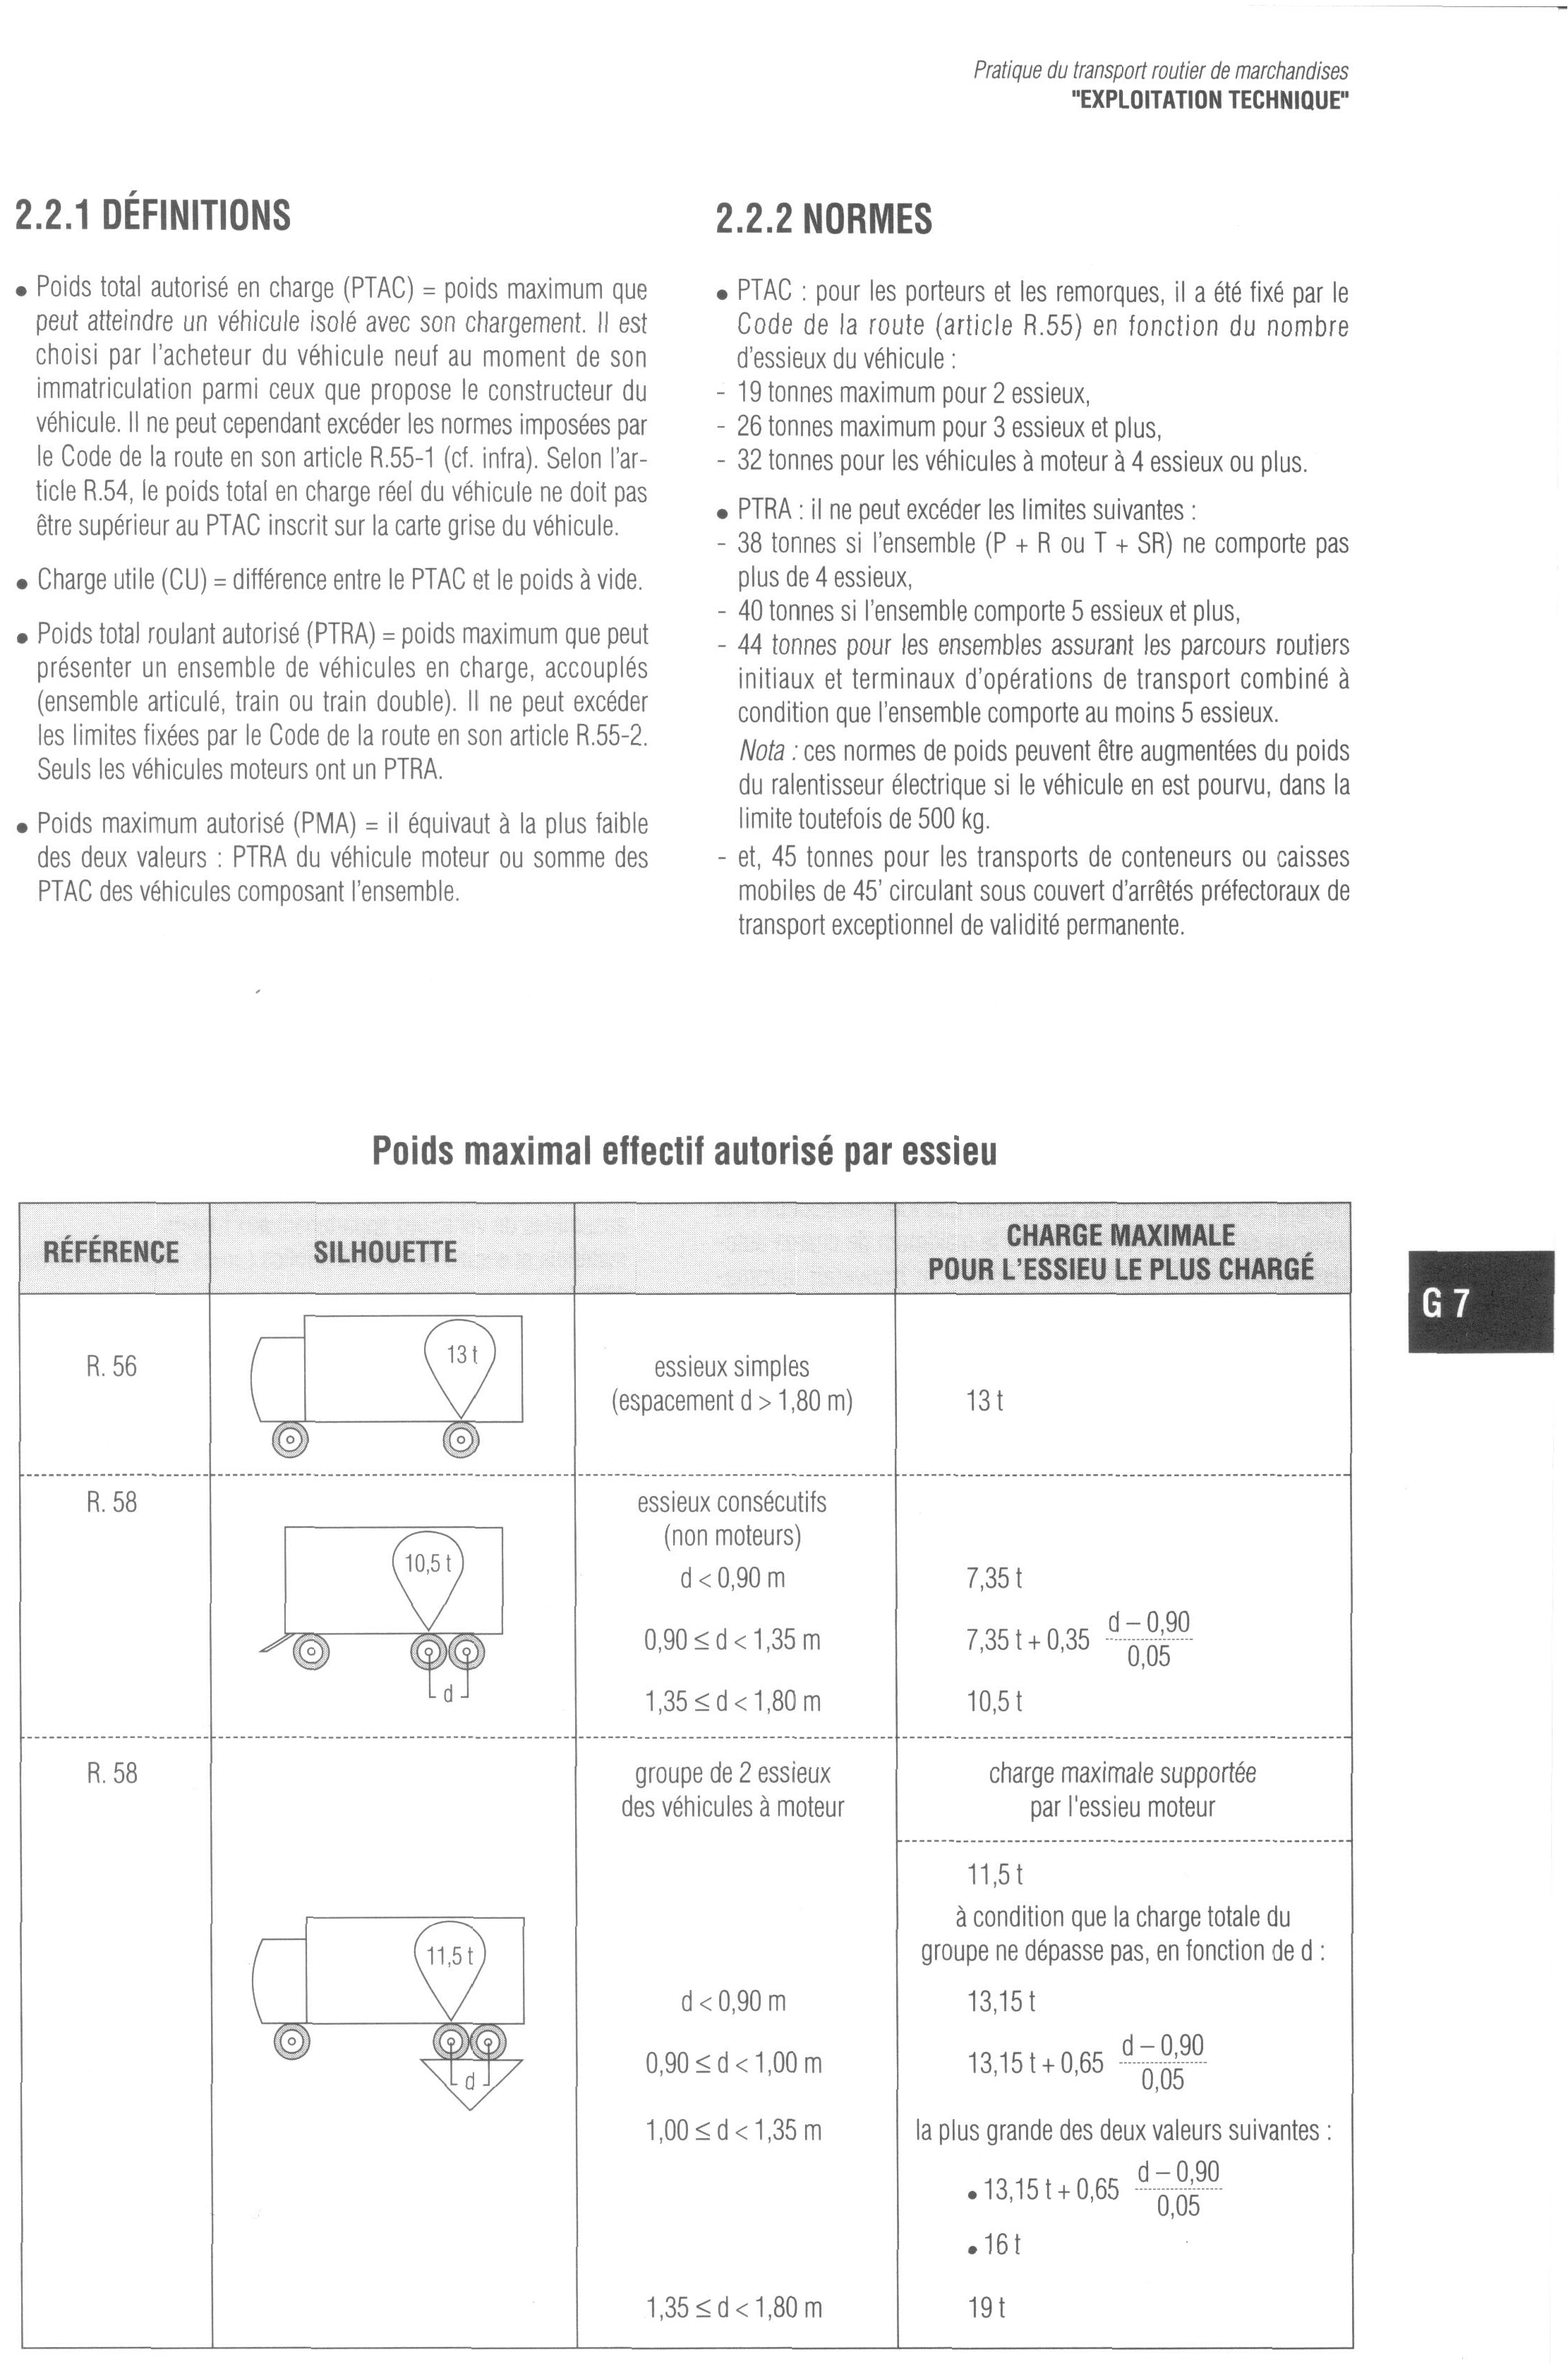 Pratique du transport routier de marchandises
"EXPLOITATION TECHNIQUE"
2.2.1 DÉFINITIONS
• Poids total autorisé en charge (PTAC) = poids maximum que
peut atteindre un véhicule isolé avec son chargement. Il est
choisi par l'acheteur du véhicule neuf au moment de son
immatriculation parmi ceux que propose le constructeur du
véhicule. Il ne peut cependant excéder les normes imposées par
le Code de la route en son article R.55-1 (cf. infra). Selon l'ar-
ticle R.54, le poids total en charge réel du véhicule ne doit pas
être supérieur au PTAC inscrit sur la carte grise du véhicule.
• Charge utile (CU) = différence entre le PTAC et le poids à vide.
• Poids total roulant autorisé (PTRA) = poids maximum que peut
présenter un ensemble de véhicules en charge, accouplés
(ensemble articulé, train ou train double). Il ne peut excéder
les limites fixées par le Code de la route en son article R.55-2.
Seuls les véhicules moteurs ont un PTRA.
• Poids maximum autorisé (PMA) = il équivaut à la plus faible
des deux valeurs : PTRA du véhicule moteur ou somme des
PTAC des véhicules composant l'ensemble.
2.2.2 NORMES
• PTAC : pour les porteurs et les remorques, il a été fixé par le
Code de la route (article R.55) en fonction du nombre
d'essieux du véhicule :
- 19 tonnes maximum pour 2 essieux,
- 26 tonnes maximum pour 3 essieux et plus,
- 32 tonnes pour les véhicules à moteur à 4 essieux ou plus.
• PTRA : il ne peut excéder les limites suivantes :
- 38 tonnes si l'ensemble (P + R ou T + SR) ne comporte pas
plus de 4 essieux,
- 40 tonnes si l'ensemble comporte 5 essieux et plus,
- 44 tonnes pour les ensembles assurant les parcours routiers
initiaux et terminaux d'opérations de transport combiné à
condition que l'ensemble comporte au moins 5 essieux.
Nota : ces normes de poids peuvent être augmentées du poids
du ralentisseur électrique si le véhicule en est pourvu, dans la
limite toutefois de 500 kg.
- et, 45 tonnes pour les transports de conteneurs ou caisses
mobiles de 45' circulant sous couvert d'arrêtés préfectoraux de
transport exceptionnel de validité permanente.
Poids maximal effectif autorisé par essieu
RÉFÉRENCE
SILHOUETTE
CHARGE MAXIMALE
POUR L'ESSIEU LE PLUS CHARGÉ
G 7
R. 56
13 t
essieux simples
(espacement d > 1,80 m)
13 t
R. 58
10,5 t
d
essieux consécutifs
(non moteurs)
d < 0,90 m
7,35 t
0,90 ≤ d < 1,35 m
7,35 t + 0,35 d – 0,90
0,05
1,35 ≤ d < 1,80 m
10,5 t
R. 58
11,5 t
d
groupe de 2 essieux
des véhicules à moteur
charge maximale supportée
par l'essieu moteur
11,5 t
à condition que la charge totale du
groupe ne dépasse pas, en fonction de d :
d < 0,90 m
13,15 t
0,90 ≤ d < 1,00 m
13,15 t + 0,65 d – 0,90
0,05
1,00 ≤ d < 1,35 m
la plus grande des deux valeurs suivantes :
• 13,15 t + 0,65 d – 0,90
0,05
• 16 t
1,35 ≤ d < 1,80 m
19 t